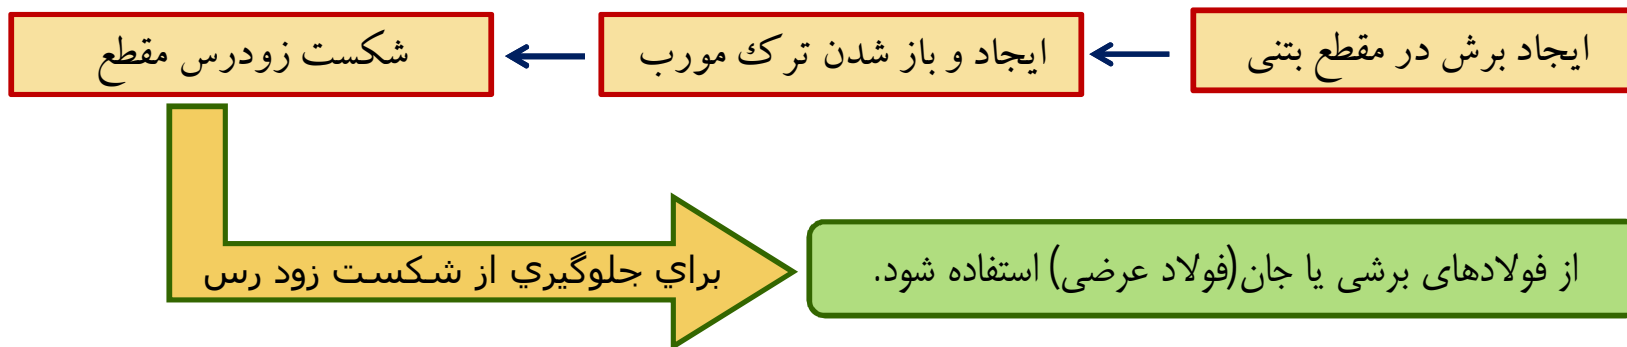 ایجاد برش در مقطع بتنی
ایجاد و باز شدن ترك مورب
شکست زودرس مقطع
براي جلوگيري از شکست زود رس
از فولادهای برشی یا جان(فولاد عرضی) استفاده شود.